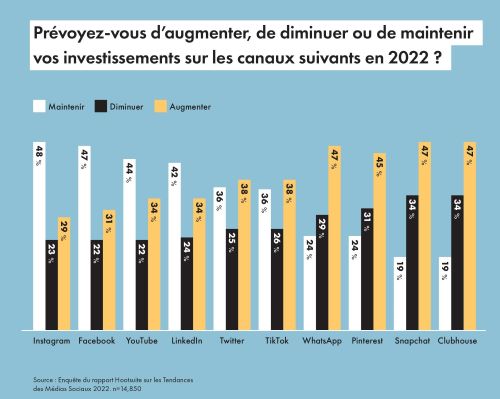 Prévoyez-vous d'augmenter, de diminuer ou de maintenir
vos investissements sur les canaux suivants en 2022 ?
Maintenir Diminuer Augmenter
48 % 23 % 29 %
47 % 22 % 31 %
44 % 22 % 34 %
42 % 24 % 34 %
36 % 25 % 38 %
36 % 26 % 38 %
24 % 29 % 47 %
24 % 31 % 45 %
19 % 34 % 47 %
19 % 34 % 47 %
Instagram Facebook YouTube LinkedIn Twitter TikTok WhatsApp Pinterest Snapchat Clubhouse
Source : Enquête du rapport Hootsuite sur les Tendances
des Médias Sociaux 2022. n=14,850